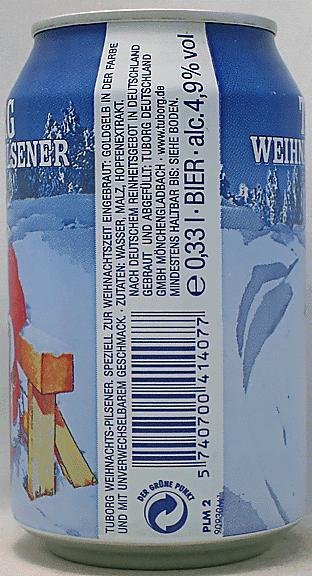 G
LSENER
T
WEIHN
TUBORG WEIHNACHTS-PILSENER. SPEZIELL ZUR WEIHNACHTSZEIT EINGEBRAUT: GOLDGELB IN DER FARBE
UND MIT UNVERWECHSELBAREM GESCHMACK. · ZUTATEN: WASSER, MALZ, HOPFENEXTRAKT.
NACH DEUTSCHEM REINHEITSGEBOT IN DEUTSCHLAND
GEBRAUT UND ABGEFÜLLT: TUBORG DEUTSCHLAND
GMBH MÖNCHENGLADBACH · www.tuborg.de
MINDESTENS HALTBAR BIS: SIEHE BODEN.
e 0,33 l · BIER · alc. 4,9% vol
5 740700 414077
DER GRÜNE PUNKT
PLM 2